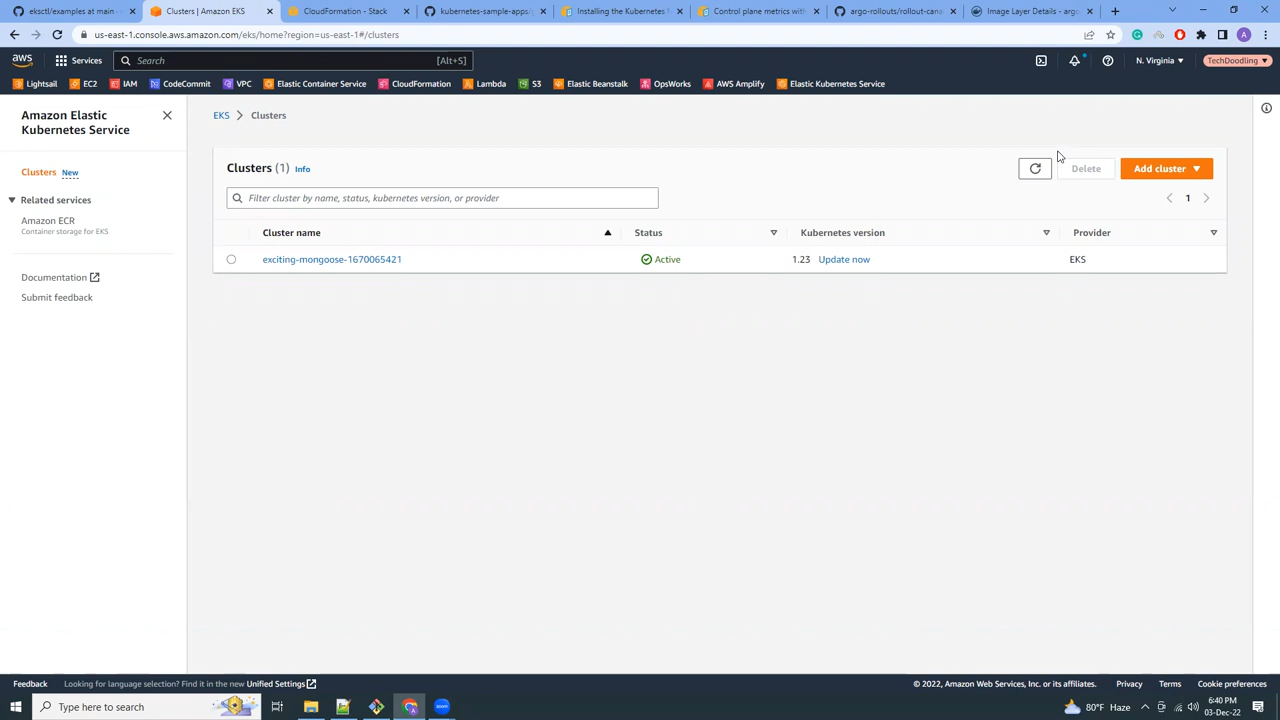 eksctl/examples at main
Clusters | Amazon EKS
CloudFormation - Stack
kubernetes-sample-apps/
Installing the Kubernetes
Control plane metrics with
argo-rollouts/rollout-can
Image Layer Details - argo
us-east-1.console.aws.amazon.com/eks/home?region=us-east-1#/clusters
A
aws
Services
Search
[Alt+S]
N. Virginia
TechDoodling
Lightsail
EC2
IAM
CodeCommit
VPC
Elastic Container Service
CloudFormation
Lambda
S3
Elastic Beanstalk
OpsWorks
AWS Amplify
Elastic Kubernetes Service
Amazon Elastic
Kubernetes Service
Clusters New
Related services
Amazon ECR
Container storage for EKS
Documentation
Submit feedback
EKS > Clusters
Clusters (1) Info
Delete
Add cluster
Filter cluster by name, status, kubernetes version, or provider
1
Cluster name
Status
Kubernetes version
Provider
exciting-mongoose-1670065421
Active
1.23 Update now
EKS
Feedback
Looking for language selection? Find it in the new Unified Settings
© 2022, Amazon Web Services, Inc. or its affiliates.
Privacy
Terms
Cookie preferences
Type here to search
zoom
80°F Haze
6:40 PM
03-Dec-22